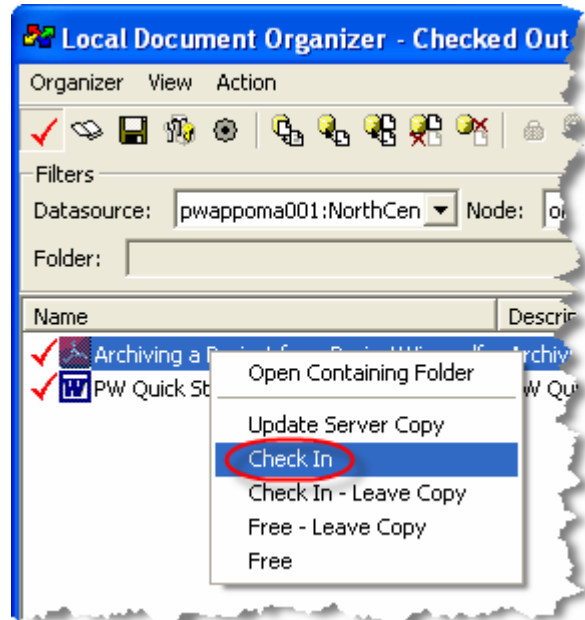 Local Document Organizer - Checked Out
Organizer View Action
Filters
Datasource: pwappoma001:NorthCen Node:
Folder:
Name
Archiving a
PW Quick
Open Containing Folder
Update Server Copy
Check In
Check In - Leave Copy
Free - Leave Copy
Free